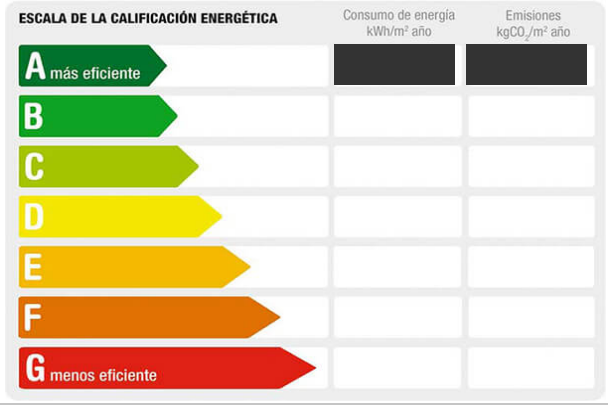 ESCALA DE LA CALIFICACIÓN ENERGÉTICA
Consumo de energía
kWh/m² año
Emisiones
kgCO₂/m² año
A más eficiente
B
C
D
E
F
G menos eficiente